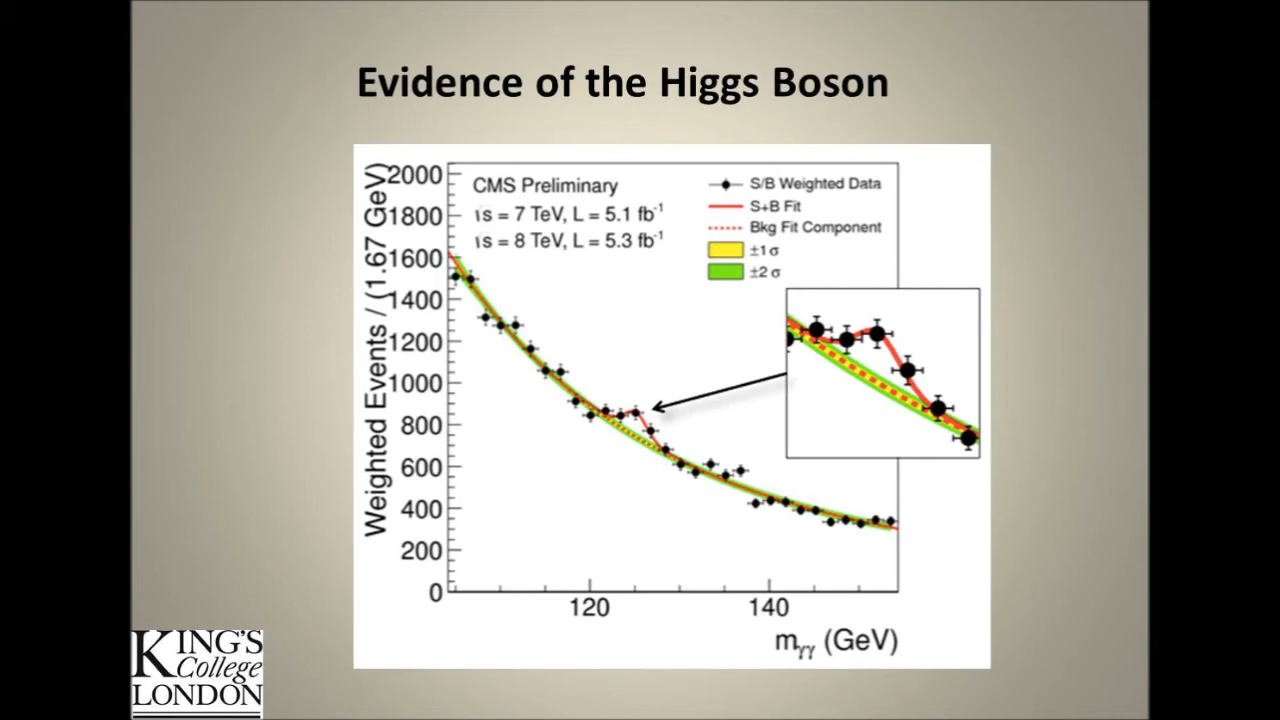 Evidence of the Higgs Boson
CMS Preliminary
√s = 7 TeV, L = 5.1 fb⁻¹
√s = 8 TeV, L = 5.3 fb⁻¹
S/B Weighted Data
S+B Fit
Bkg Fit Component
±1 σ
±2 σ
Weighted Events / (1.67 GeV)
2000
1800
1600
1400
1200
1000
800
600
400
200
0
120
140
mγγ (GeV)
KING'S
College
LONDON